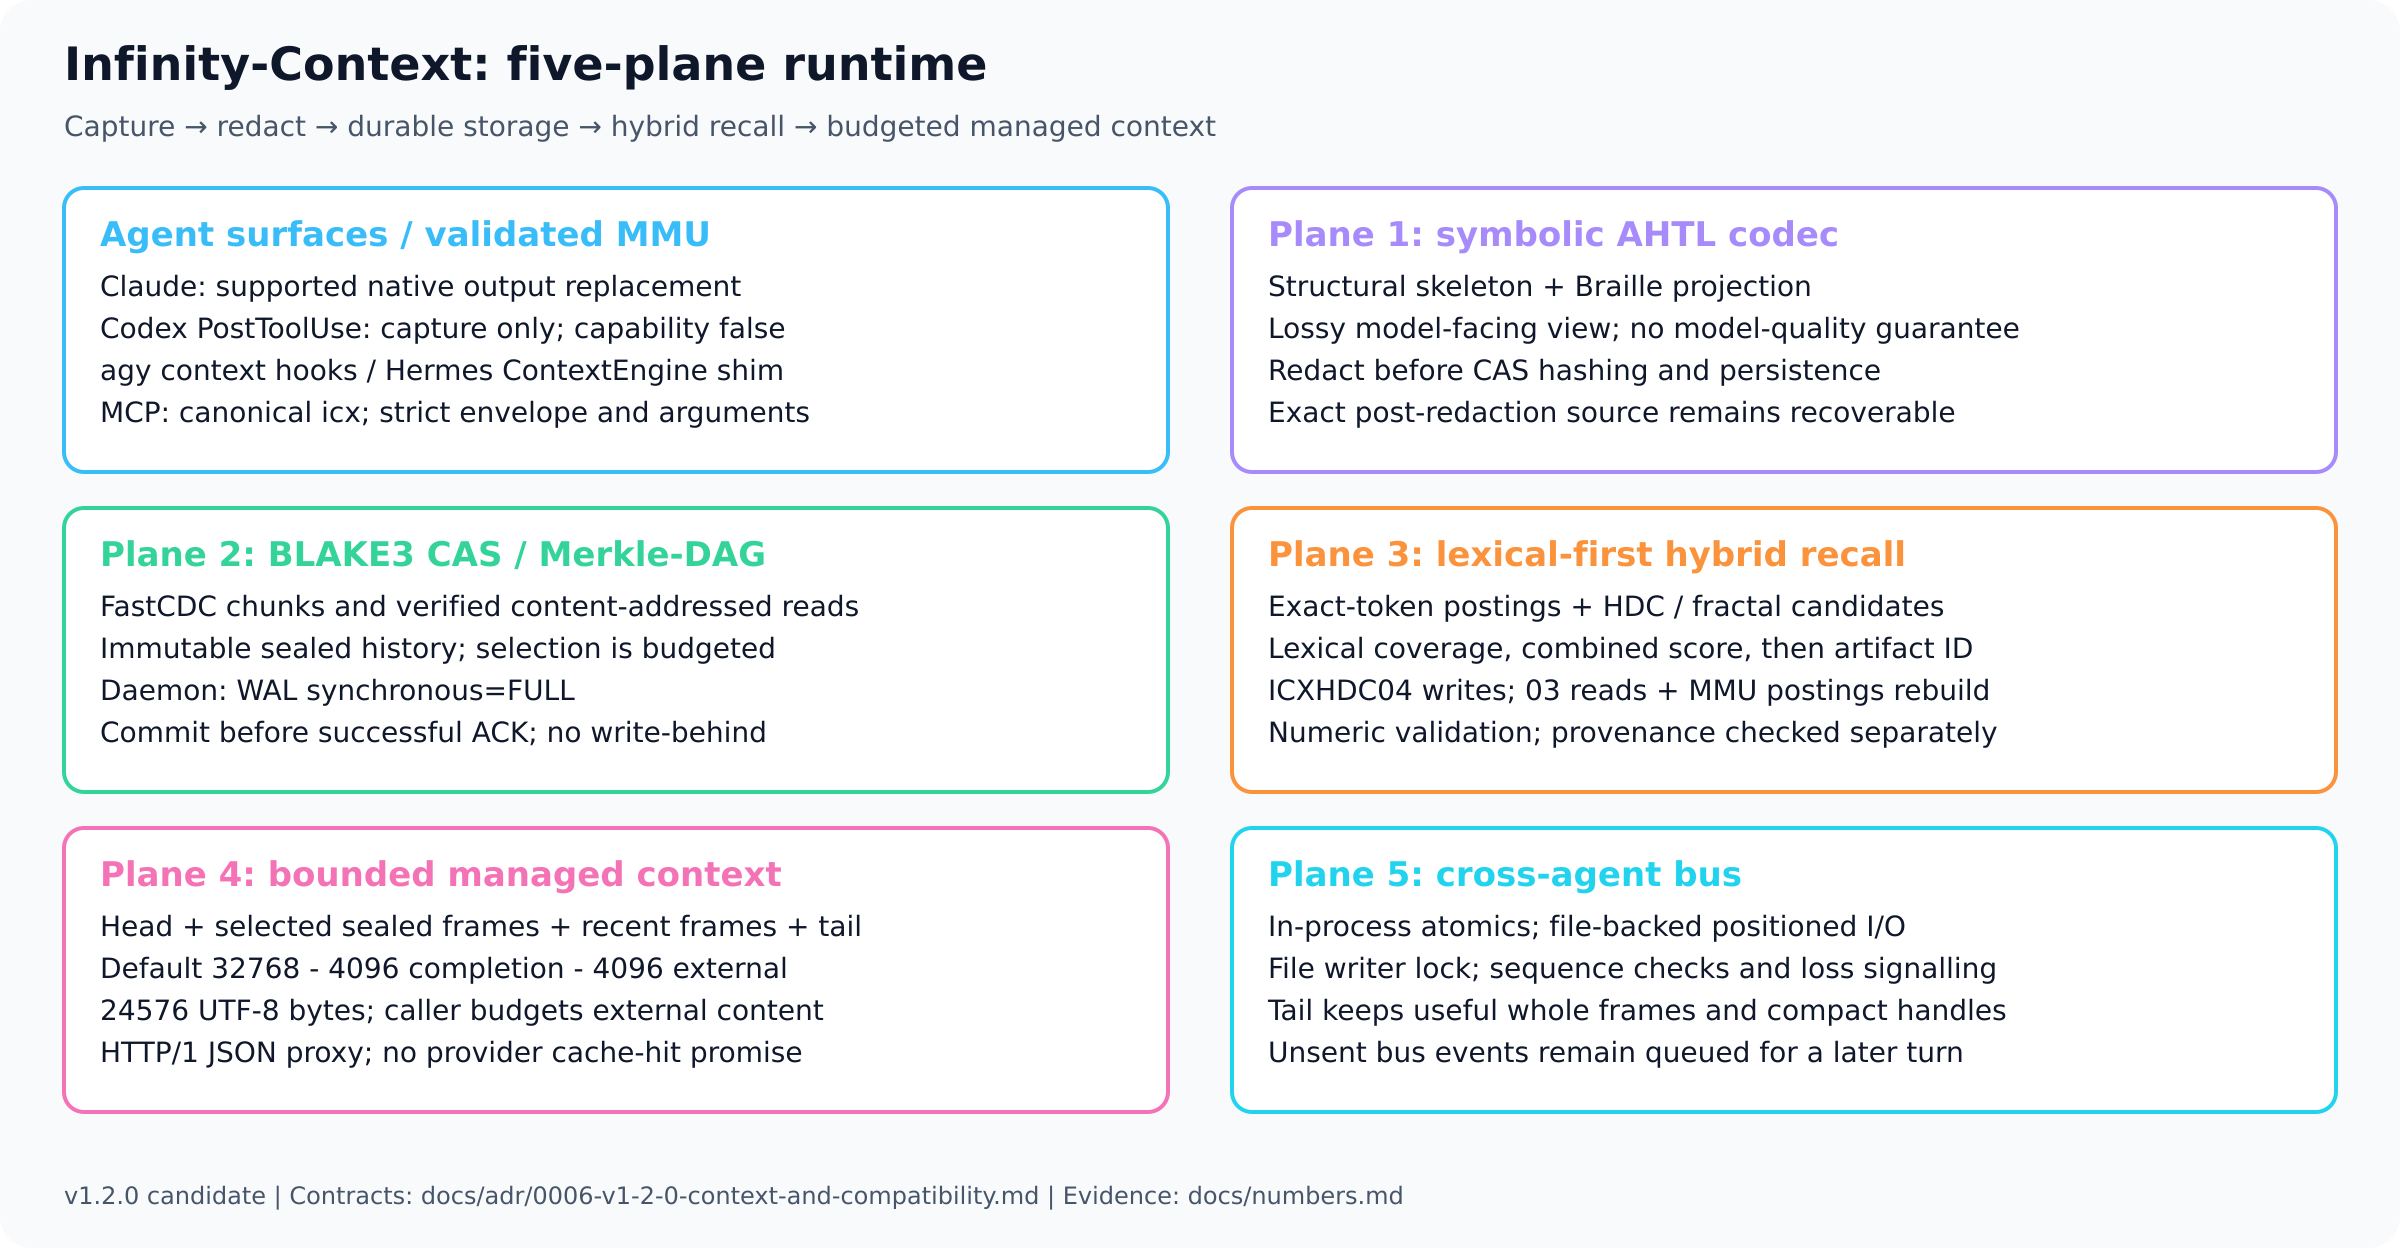 Infinity-Context: five-plane runtime
Capture → redact → durable storage → hybrid recall → budgeted managed context
Agent surfaces / validated MMU
Claude: supported native output replacement
Codex PostToolUse: capture only; capability false
agy context hooks / Hermes ContextEngine shim
MCP: canonical icx; strict envelope and arguments
Plane 1: symbolic AHTL codec
Structural skeleton + Braille projection
Lossy model-facing view; no model-quality guarantee
Redact before CAS hashing and persistence
Exact post-redaction source remains recoverable
Plane 2: BLAKE3 CAS / Merkle-DAG
FastCDC chunks and verified content-addressed reads
Immutable sealed history; selection is budgeted
Daemon: WAL synchronous=FULL
Commit before successful ACK; no write-behind
Plane 3: lexical-first hybrid recall
Exact-token postings + HDC / fractal candidates
Lexical coverage, combined score, then artifact ID
ICXHDC04 writes; 03 reads + MMU postings rebuild
Numeric validation; provenance checked separately
Plane 4: bounded managed context
Head + selected sealed frames + recent frames + tail
Default 32768 - 4096 completion - 4096 external
24576 UTF-8 bytes; caller budgets external content
HTTP/1 JSON proxy; no provider cache-hit promise
Plane 5: cross-agent bus
In-process atomics; file-backed positioned I/O
File writer lock; sequence checks and loss signalling
Tail keeps useful whole frames and compact handles
Unsent bus events remain queued for a later turn
v1.2.0 candidate | Contracts: docs/adr/0006-v1-2-0-context-and-compatibility.md | Evidence: docs/numbers.md